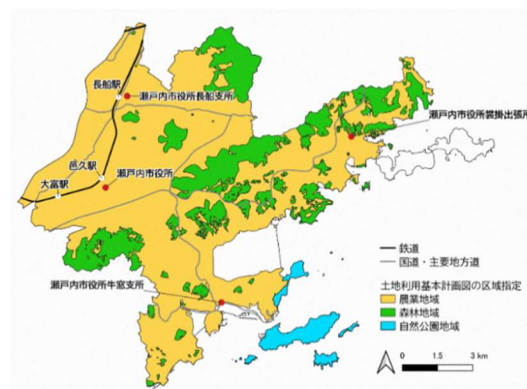 長船駅
瀬戸内市役所長船支所
瀬戸内市役所裳掛出張所
邑久駅
瀬戸内市役所
大富駅
瀬戸内市役所牛窓支所
鉄道
国道・主要地方道
土地利用基本計画図の区域指定
農業地域
森林地域
自然公園地域
0 1.5 3 km